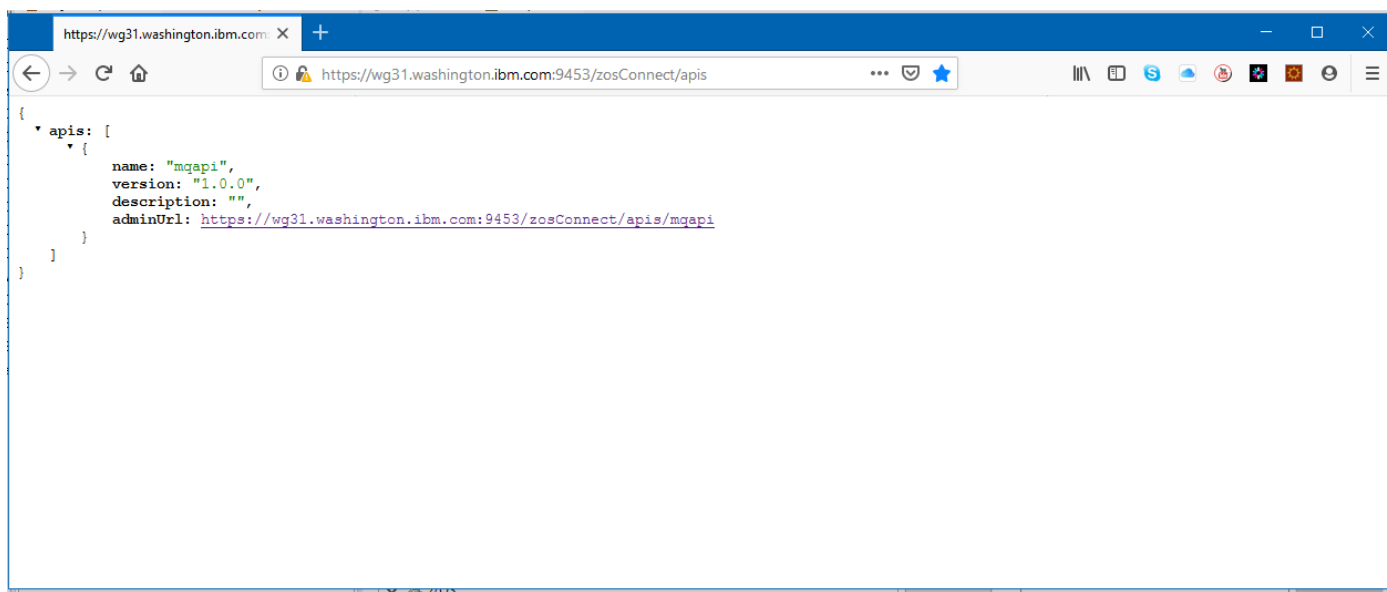 https://wg31.washington.ibm.com:
https://wg31.washington.ibm.com:9453/zosConnect/apis
{
apis: [
{
name: "mqapi",
version: "1.0.0",
description: "",
adminUrl: https://wg31.washington.ibm.com:9453/zosConnect/apis/mqapi
}
]
}